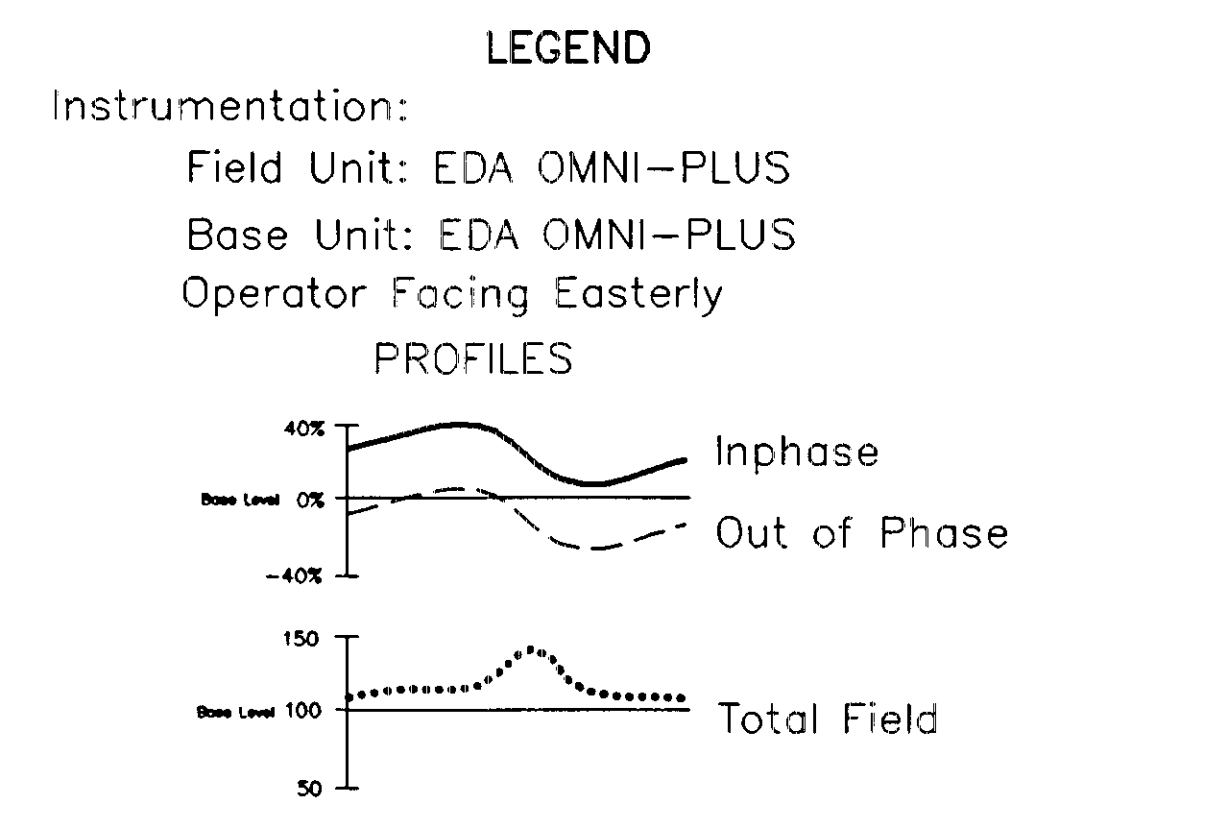 LEGEND
Instrumentation:
Field Unit: EDA OMNI-PLUS
Base Unit: EDA OMNI-PLUS
Operator Facing Easterly
PROFILES
40%
Inphase
Base Level 0%
Out of Phase
-40%
150
Base Level 100
Total Field
50